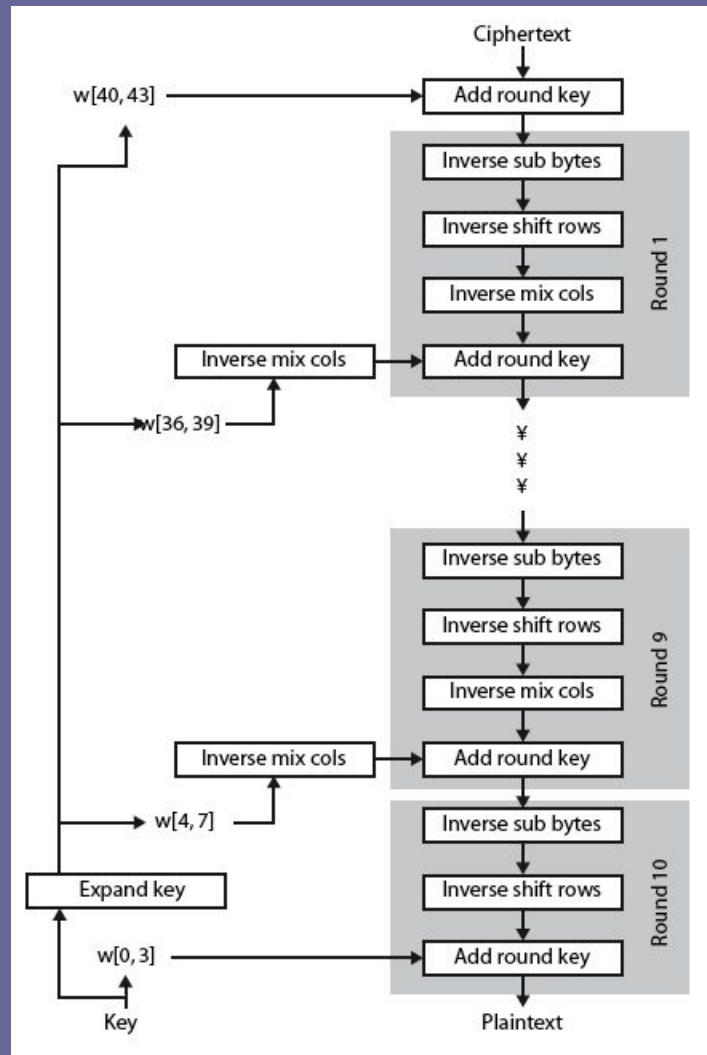 Ciphertext
w[40, 43]
Add round key
Inverse sub bytes
Inverse shift rows
Inverse mix cols
Round 1
Inverse mix cols
Add round key
w[36, 39]
¥
¥
¥
Inverse sub bytes
Inverse shift rows
Inverse mix cols
Round 9
Inverse mix cols
Add round key
w[4, 7]
Inverse sub bytes
Expand key
Inverse shift rows
Round 10
w[0, 3]
Add round key
Key
Plaintext